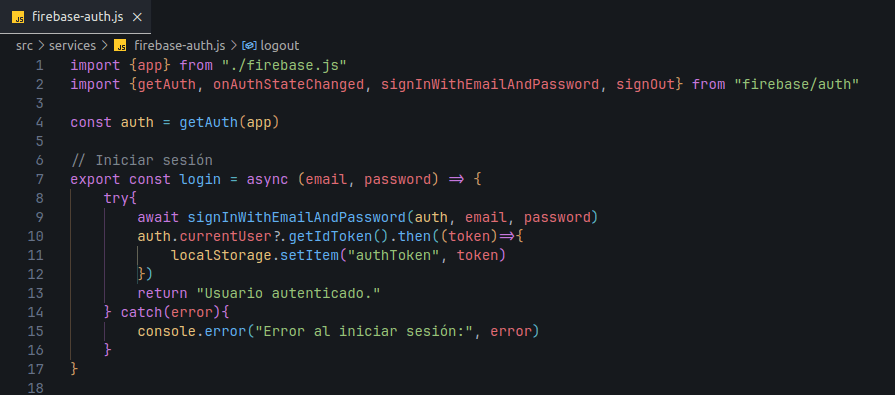 JS firebase-auth.js ×
src > services > JS firebase-auth.js > logout
1 import {app} from "./firebase.js"
2 import {getAuth, onAuthStateChanged, signInWithEmailAndPassword, signOut} from "firebase/auth"
3
4 const auth = getAuth(app)
5
6 // Iniciar sesión
7 export const login = async (email, password) => {
8 try{
9 await signInWithEmailAndPassword(auth, email, password)
10 auth.currentUser?.getIdToken().then((token)=>{
11 localStorage.setItem("authToken", token)
12 })
13 return "Usuario autenticado."
14 } catch(error){
15 console.error("Error al iniciar sesión:", error)
16 }
17 }
18